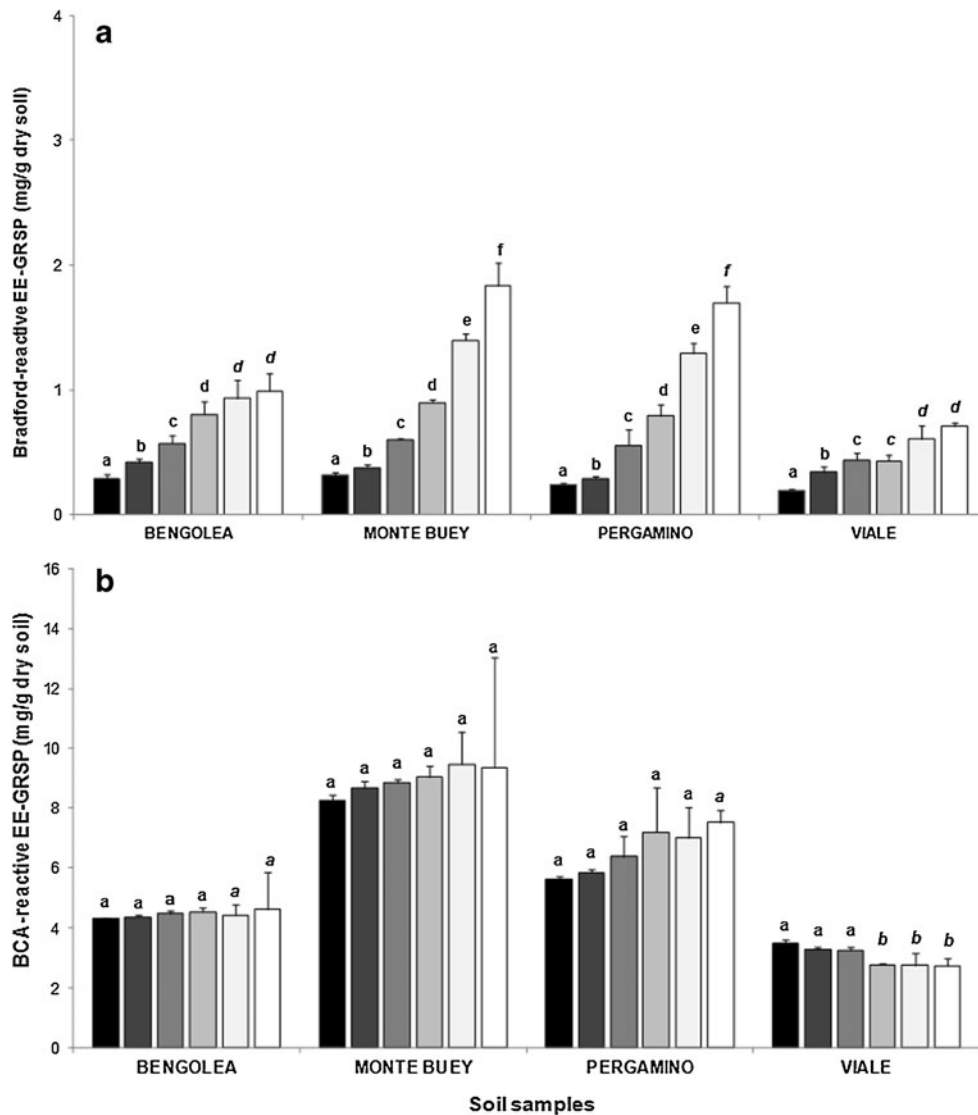 a
Bradford-reactive EE-GRSP (mg/g dry soil)
4
3
2
1
0
a b c d d d
a b c d e f
a b c d e f
a b c c d d
BENGOLEA MONTE BUEY PERGAMINO VIALE
b
BCA-reactive EE-GRSP (mg/g dry soil)
16
14
12
10
8
6
4
2
0
a a a a a a
a a a a a a
a a a a a a
a a a b b b
BENGOLEA MONTE BUEY PERGAMINO VIALE
Soil samples